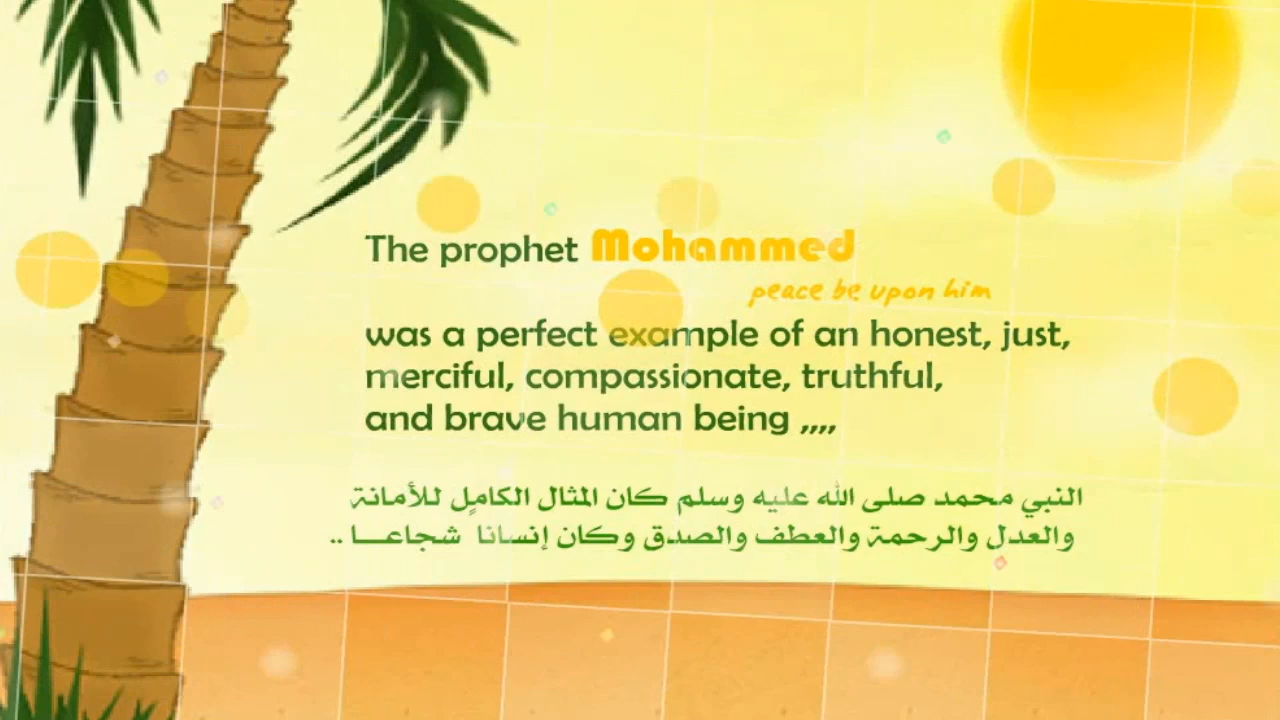 The prophet Mohammed
peace be upon him
was a perfect example of an honest, just,
merciful, compassionate, truthful,
and brave human being ,,,,
النبي محمد صلى الله عليه وسلم كان المثال الكامل للأمانة
والعدل والرحمة والعطف والصدق وكان إنسانا شجاعـــا ..